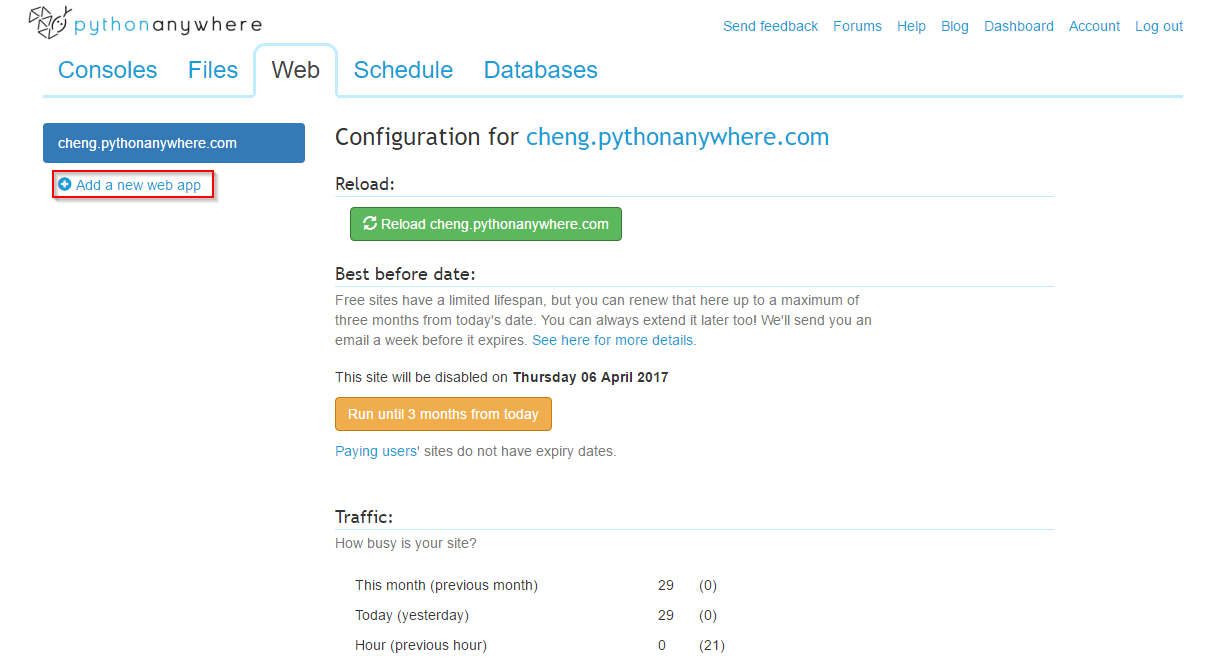 pythonanywhere
Send feedback Forums Help Blog Dashboard Account Log out
Consoles Files Web Schedule Databases
cheng.pythonanywhere.com
Add a new web app
Configuration for cheng.pythonanywhere.com
Reload:
Reload cheng.pythonanywhere.com
Best before date:
Free sites have a limited lifespan, but you can renew that here up to a maximum of
three months from today's date. You can always extend it later too! We'll send you an
email a week before it expires. See here for more details.
This site will be disabled on Thursday 06 April 2017
Run until 3 months from today
Paying users' sites do not have expiry dates.
Traffic:
How busy is your site?
This month (previous month) 29 (0)
Today (yesterday) 29 (0)
Hour (previous hour) 0 (21)